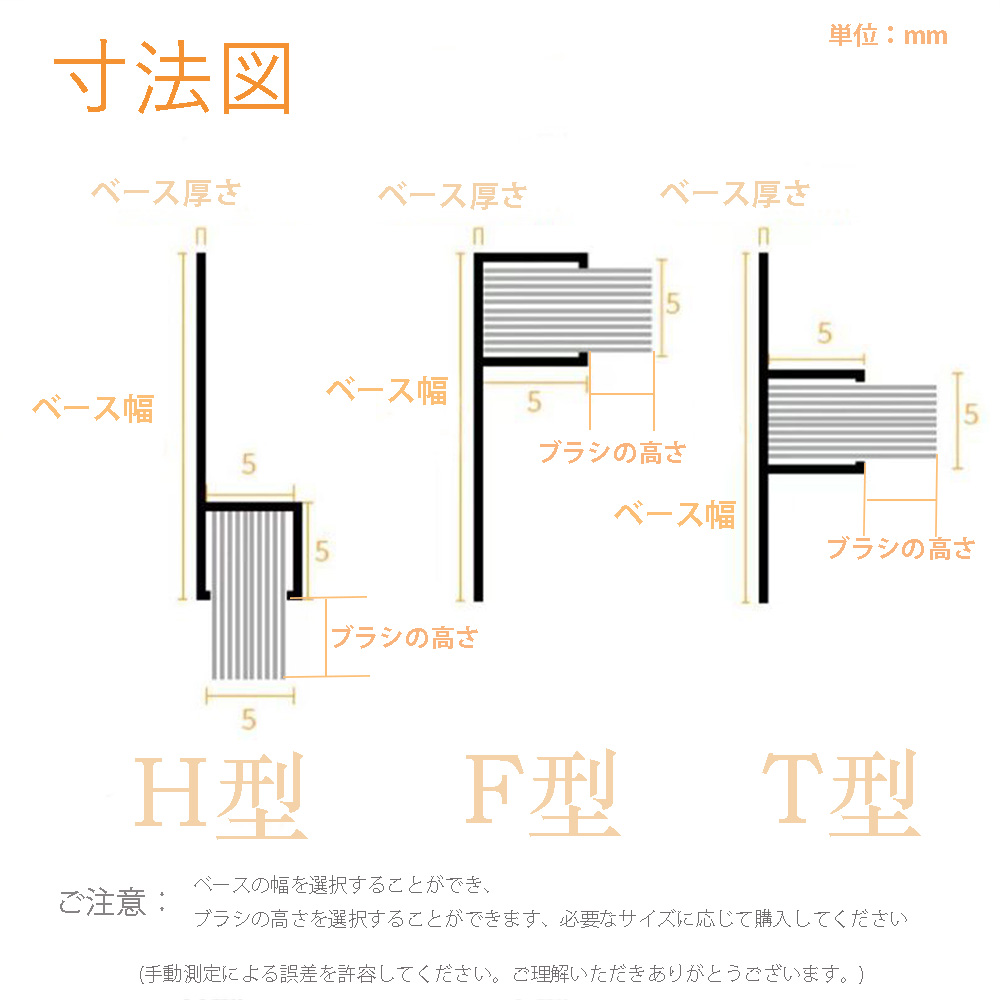 寸法図
単位：mm
ベース厚さ
ベース厚さ
ベース厚さ
5
5
5
ベース幅
ベース幅
ベース幅
5
5
5
ブラシの高さ
ブラシの高さ
ブラシの高さ
5
5
H型
F型
T型
ご注意：
ベースの幅を選択することができ、
ブラシの高さを選択することができます、必要なサイズに応じて購入してください
(手動測定による誤差を許容してください。ご理解いただきありがとうございます。)